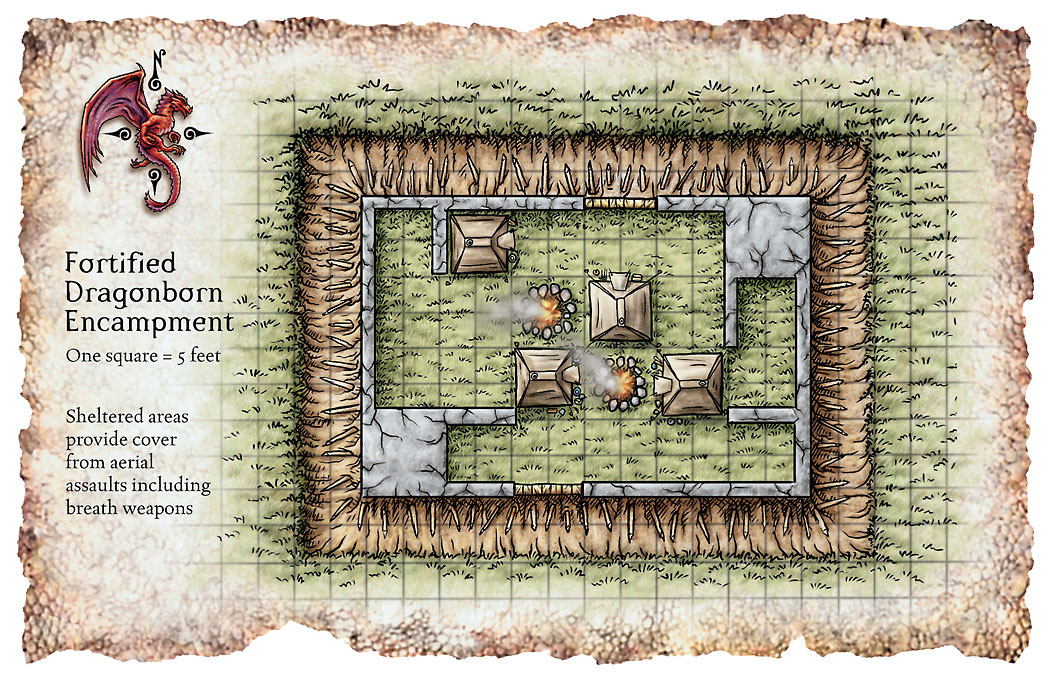 N
Fortified
Dragonborn
Encampment
One square = 5 feet
Sheltered areas
provide cover
from aerial
assaults including
breath weapons